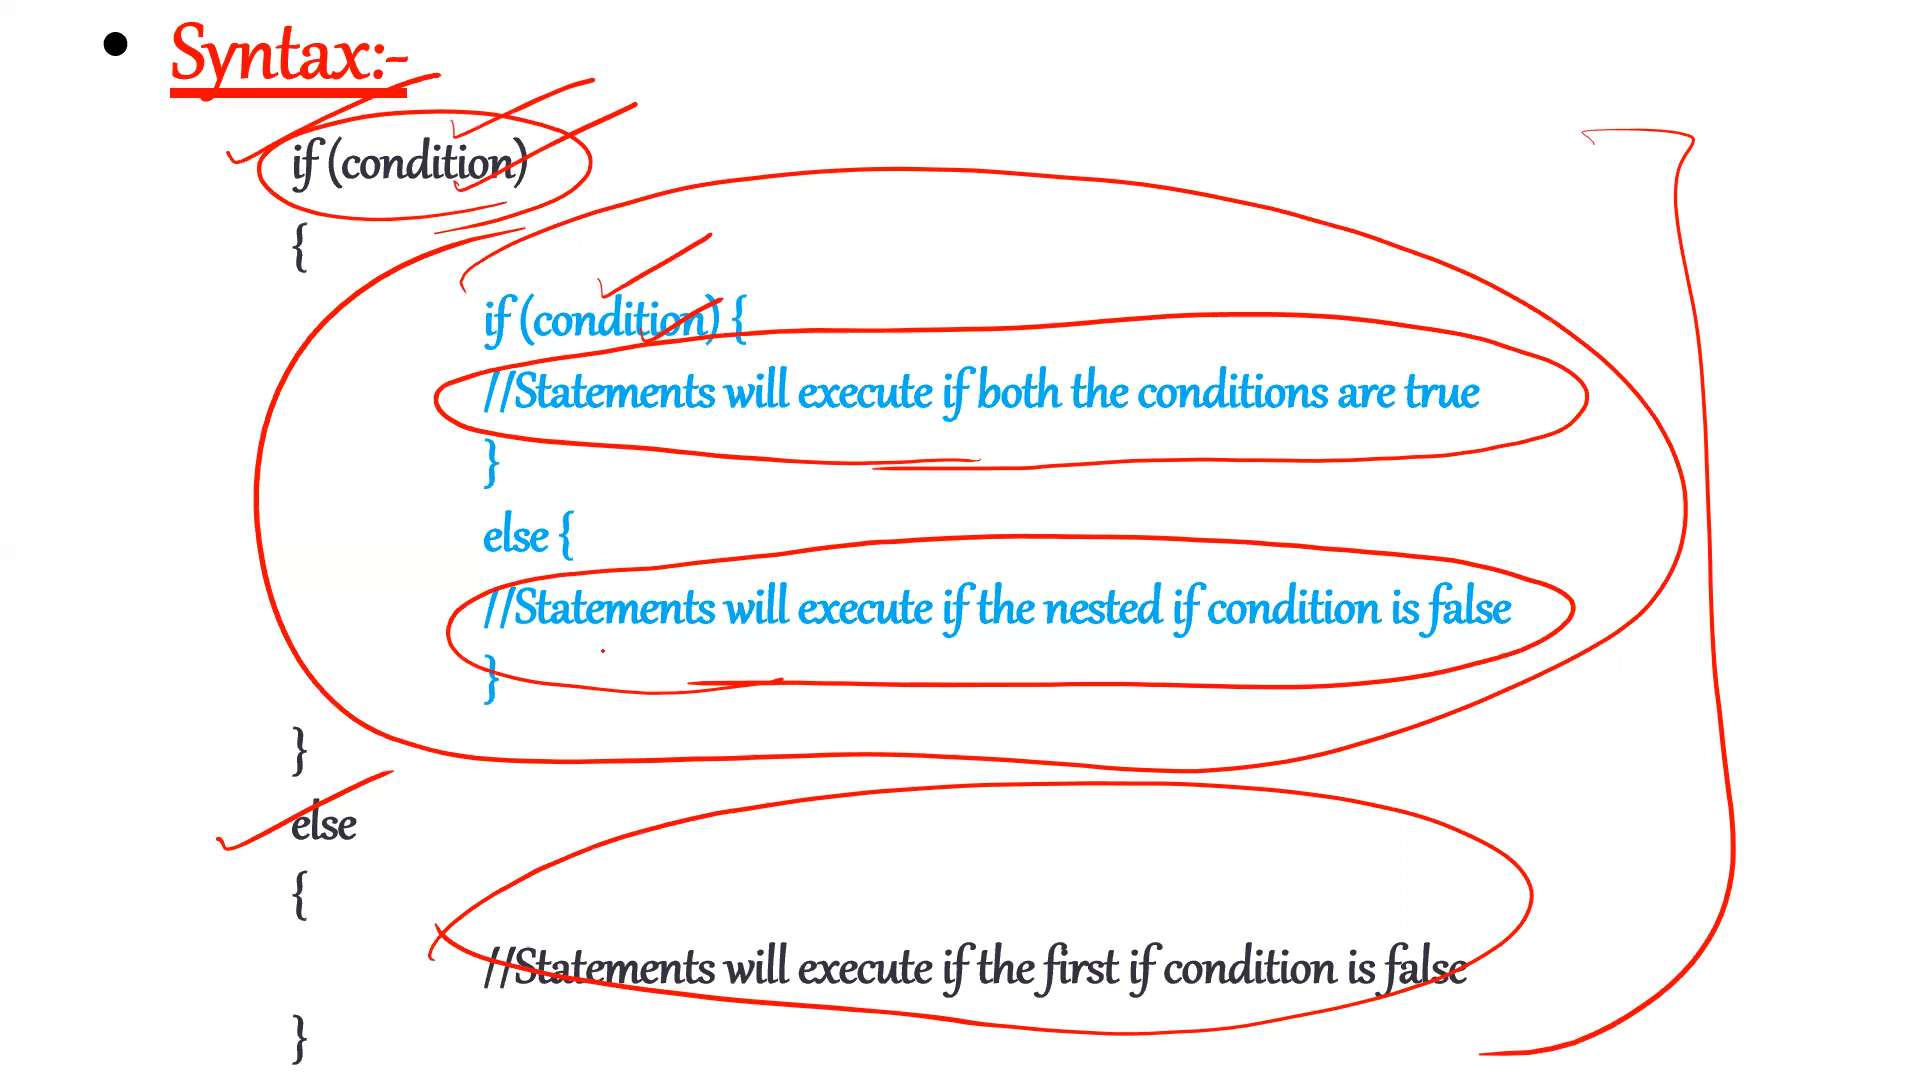 • Syntax:-
if (condition)
{
if (condition) {
//Statements will execute if both the conditions are true
}
else {
//Statements will execute if the nested if condition is false
}
}
else
{
//Statements will execute if the first if condition is false
}